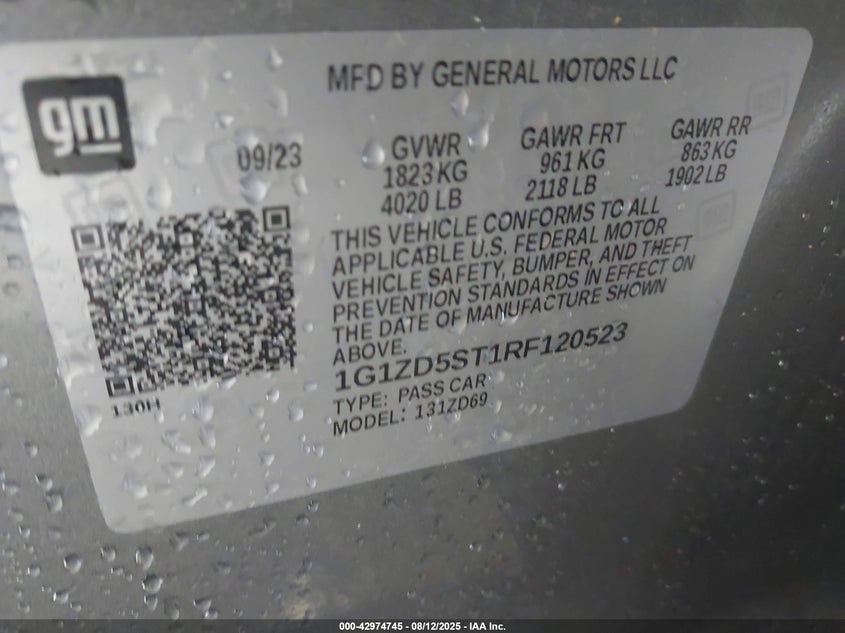 MFD BY GENERAL MOTORS LLC
gm
09/23
GVWR
1823 KG
4020 LB
GAWR FRT
961 KG
2118 LB
GAWR RR
863 KG
1902 LB
THIS VEHICLE CONFORMS TO ALL
APPLICABLE U.S. FEDERAL MOTOR
VEHICLE SAFETY, BUMPER, AND THEFT
PREVENTION STANDARDS IN EFFECT ON
THE DATE OF MANUFACTURE SHOWN
ABOVE.
1G1ZD5ST1RF120523
TYPE: PASS CAR
MODEL: 131ZD69
130H
000-42974745 - 08/12/2025 - IAA Inc.